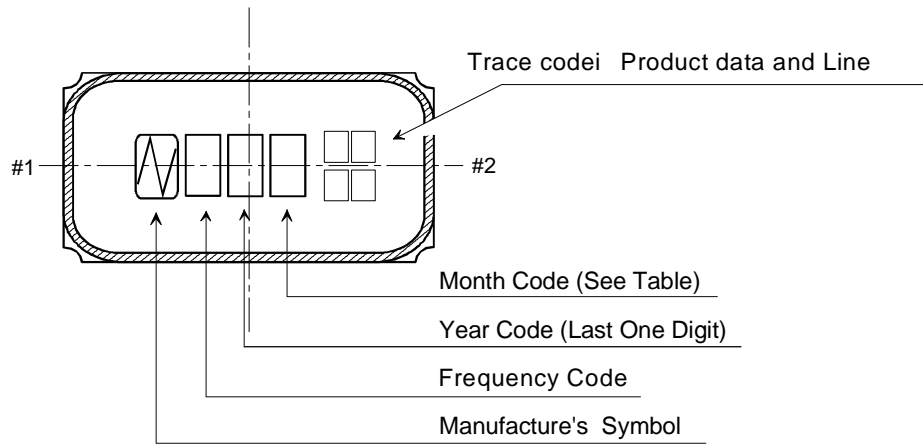 Trace codei Product data and Line
#1
#2
Month Code (See Table)
Year Code (Last One Digit)
Frequency Code
Manufacture's Symbol